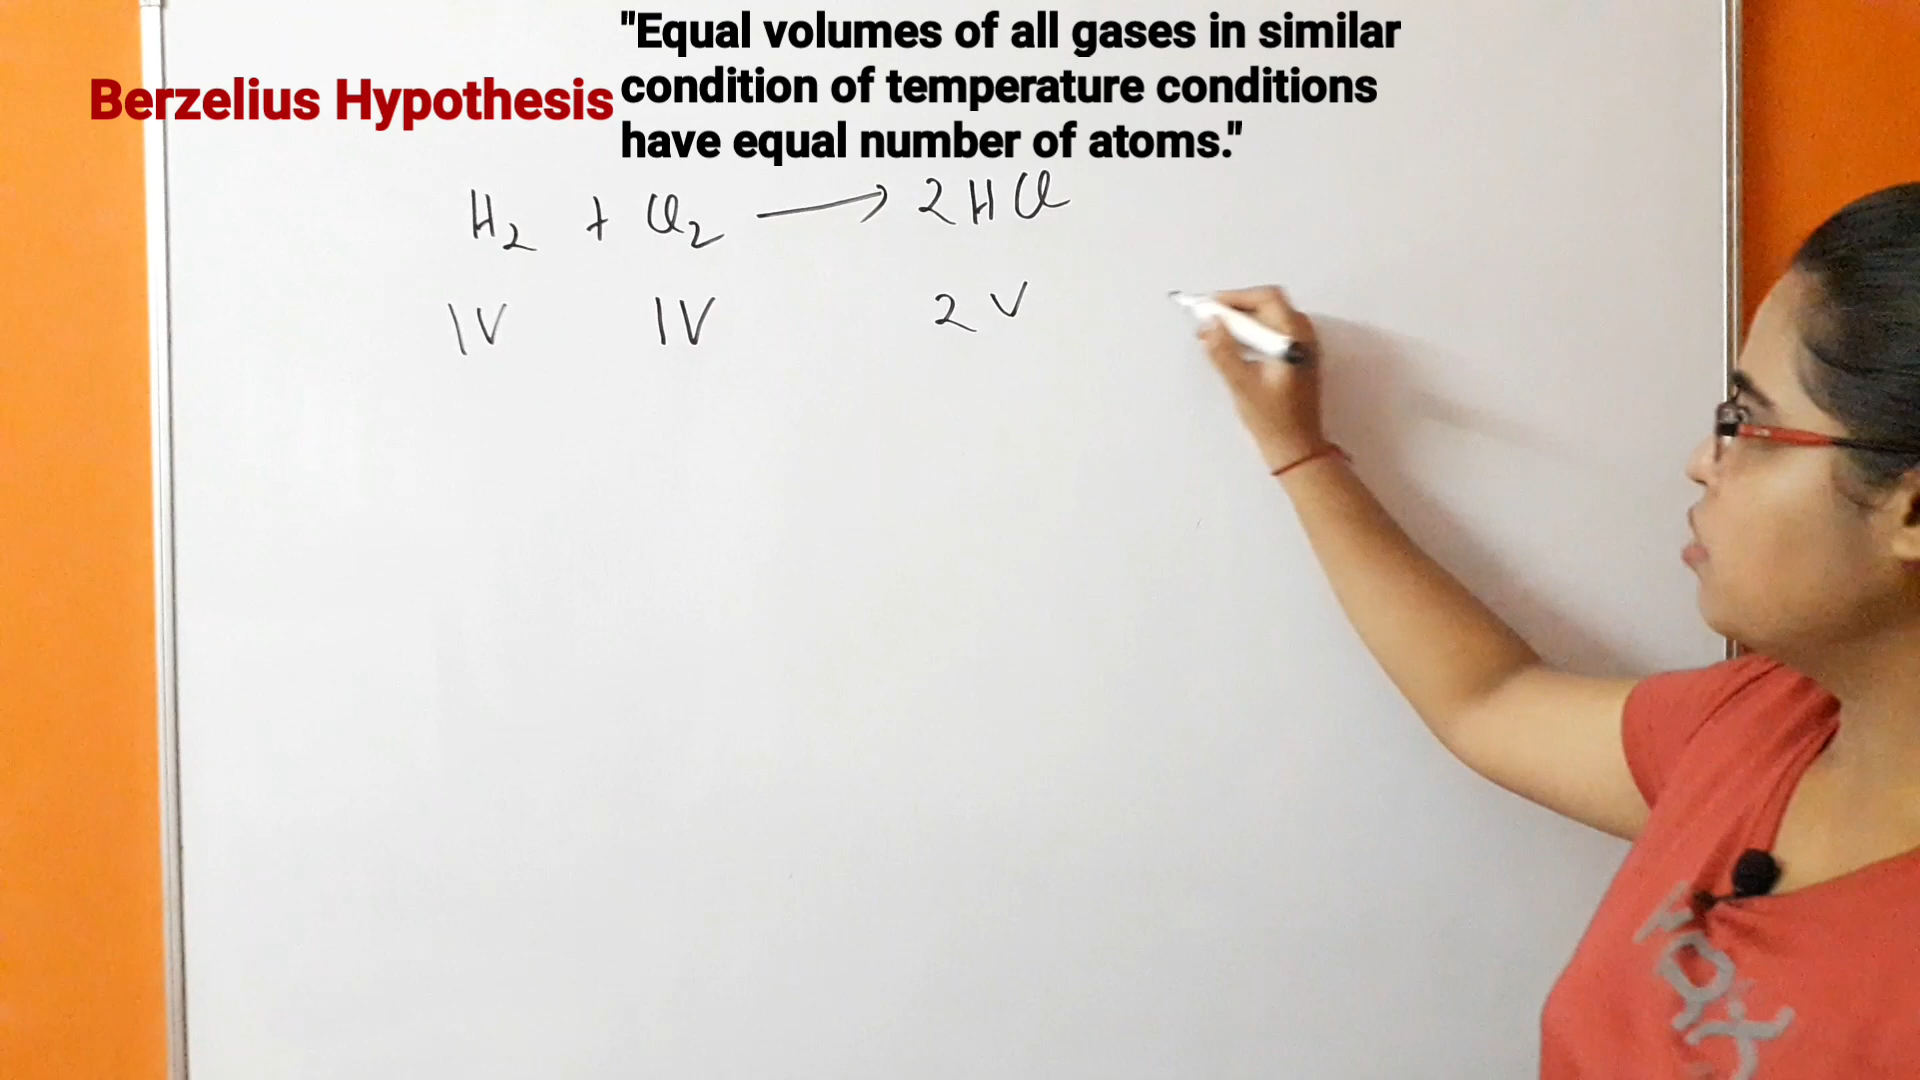 "Equal volumes of all gases in similar
condition of temperature conditions
have equal number of atoms."
Berzelius Hypothesis
H₂ + Cl₂ → 2HCl
1V 1V 2V